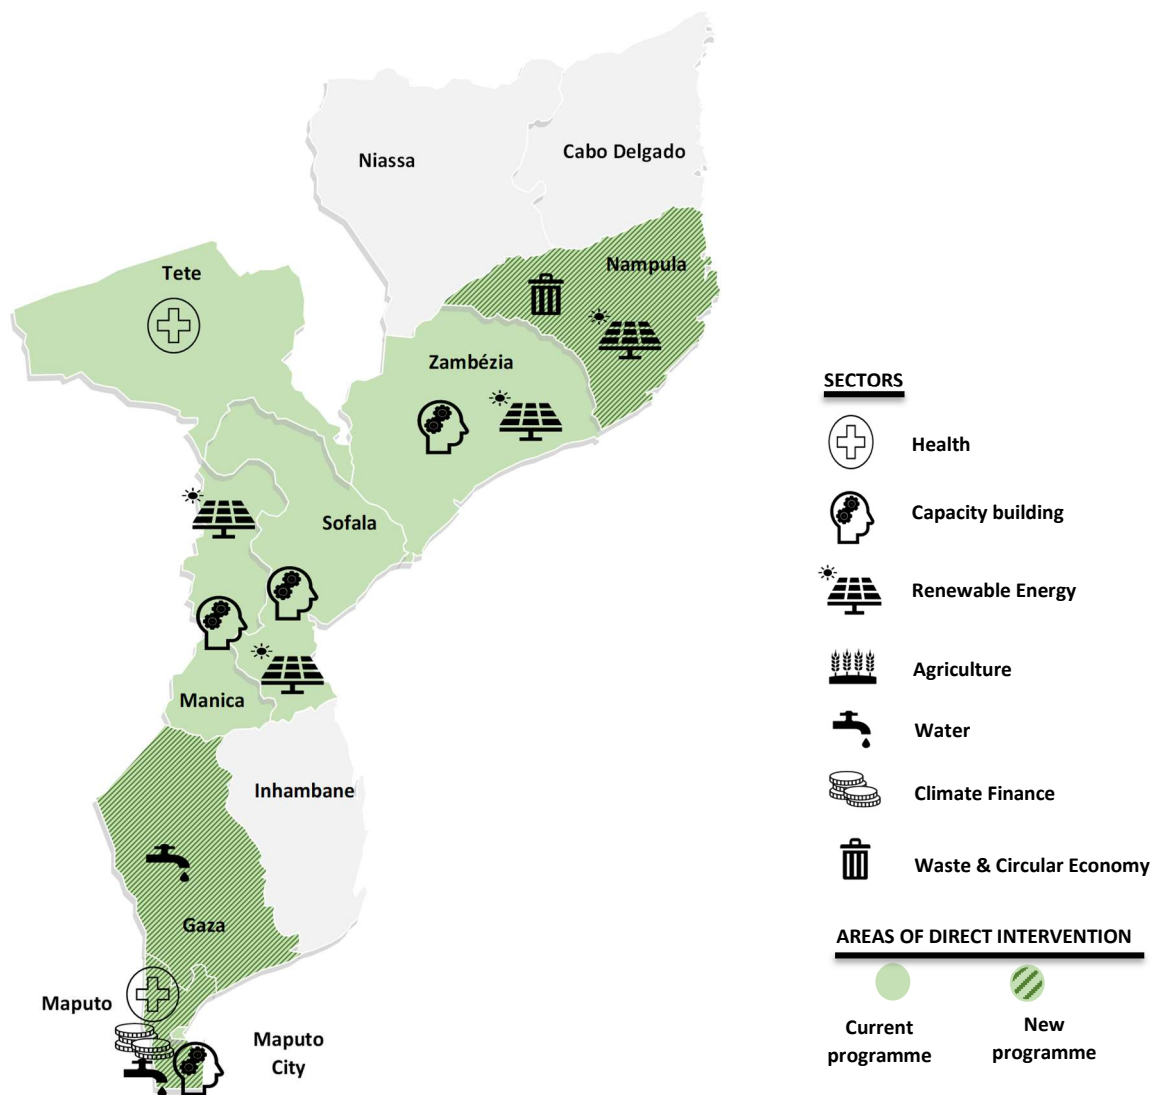 Niassa
Cabo Delgado
Tete
Nampula
Zambézia
Sofala
Manica
Inhambane
Gaza
Maputo
Maputo
City
SECTORS
Health
Capacity building
Renewable Energy
Agriculture
Water
Climate Finance
Waste & Circular Economy
AREAS OF DIRECT INTERVENTION
Current
programme
New
programme